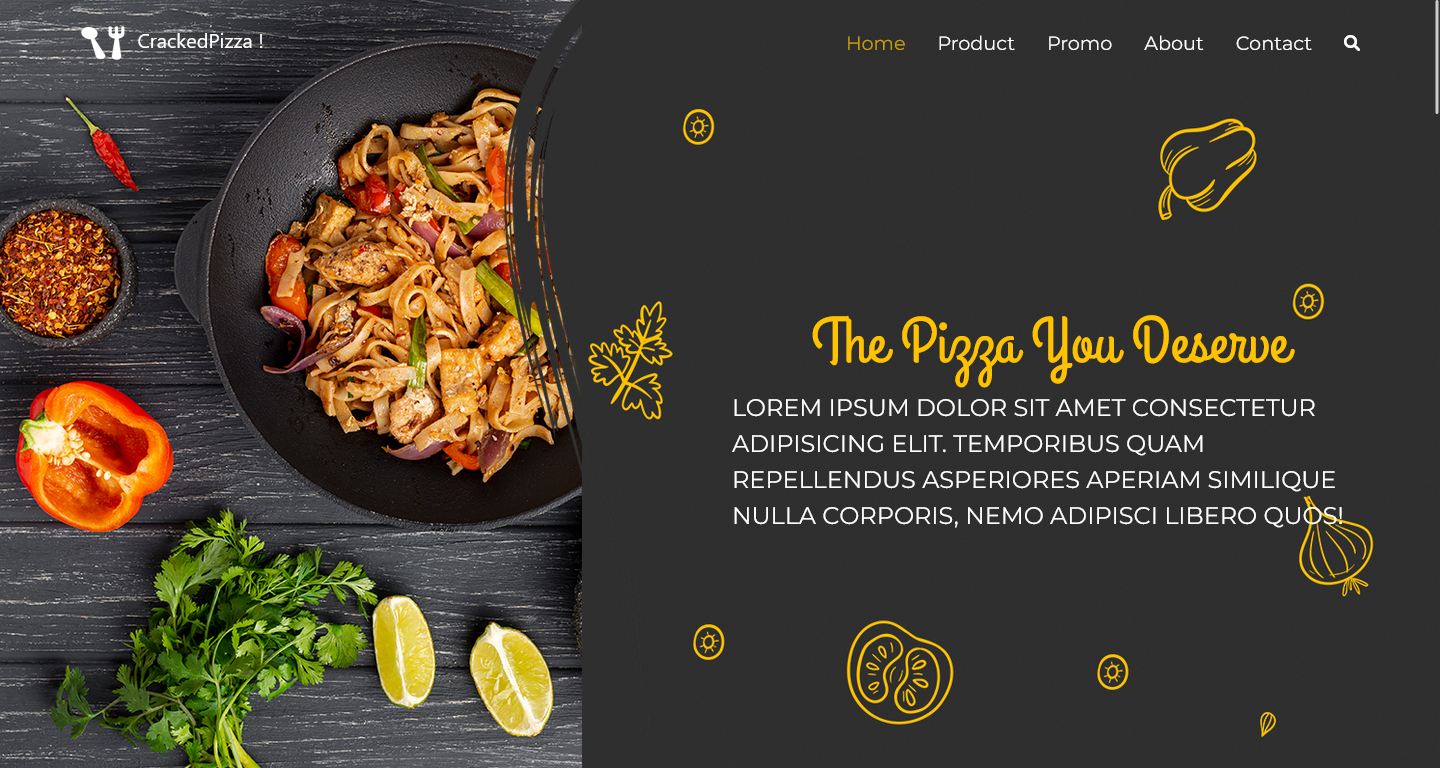 CrackedPizza !
Home Product Promo About Contact
The Pizza You Deserve
LOREM IPSUM DOLOR SIT AMET CONSECTETUR
ADIPISICING ELIT. TEMPORIBUS QUAM
REPELLENDUS ASPERIORES APERIAM SIMILIQUE
NULLA CORPORIS, NEMO ADIPISCI LIBERO QUOS!